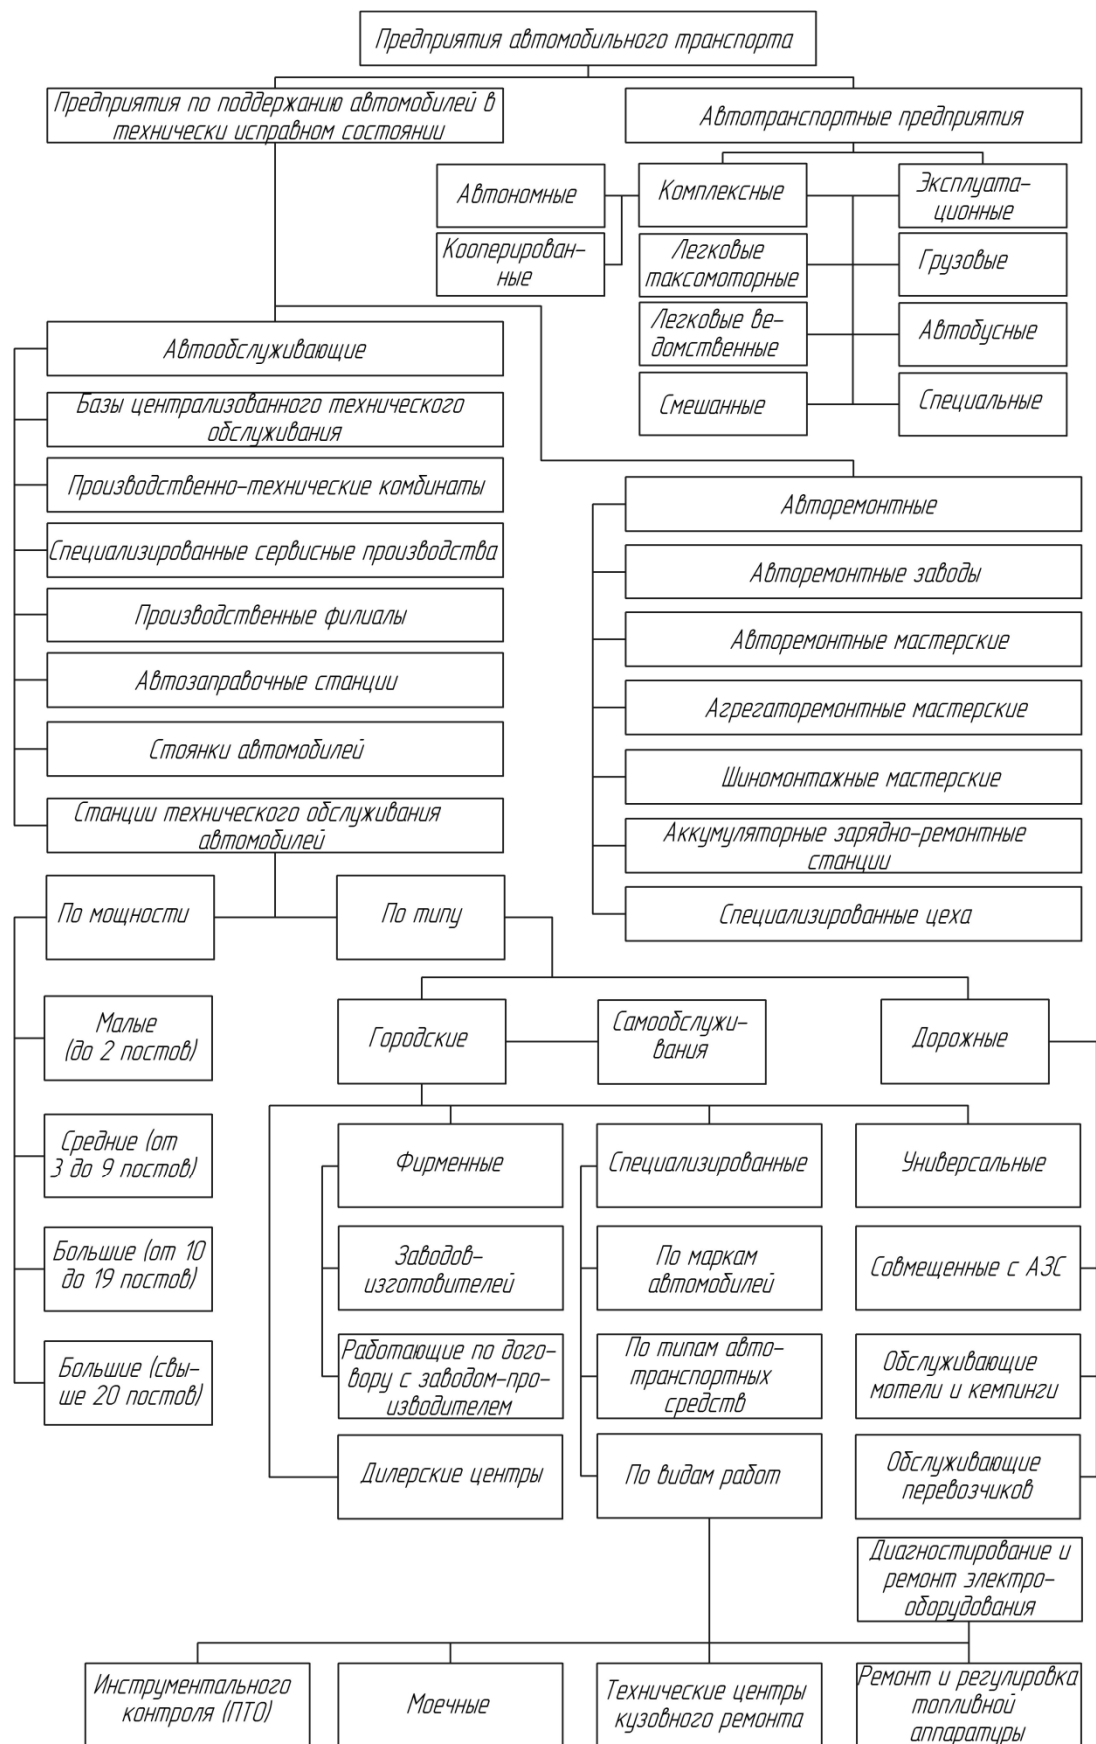 Предприятия автомобильного транспорта
Предприятия по поддержанию автомобилей в
технически исправном состоянии
Автотранспортные предприятия
Автономные
Комплексные
Эксплуата-
ционные
Кооперирован-
ные
Легковые
таксомоторные
Грузовые
Легковые ве-
домственные
Автобусные
Смешанные
Специальные
Автообслуживающие
Базы централизованного технического
обслуживания
Производственно-технические комбинаты
Специализированные сервисные производства
Производственные филиалы
Автозаправочные станции
Стоянки автомобилей
Станции технического обслуживания
автомобилей
Авторемонтные
Авторемонтные заводы
Авторемонтные мастерские
Агрегаторемонтные мастерские
Шиномонтажные мастерские
Аккумуляторные зарядно-ремонтные
станции
Специализированные цеха
По мощности
По типу
Малые
(до 2 постов)
Средние (от
3 до 9 постов)
Большие (от 10
до 19 постов)
Большие (свы-
ше 20 постов)
Городские
Самообслужи-
вания
Дорожные
Фирменные
Специализированные
Универсальные
Заводов-
изготовителей
По маркам
автомобилей
Совмещенные с АЗС
Работающие по дого-
вору с заводом-про-
изводителем
По типам авто-
транспортных
средств
Обслуживающие
мотели и кемпинги
Дилерские центры
По видам работ
Обслуживающие
перевозчиков
Диагностирование и
ремонт электро-
оборудования
Инструментального
контроля (ПТО)
Моечные
Технические центры
кузовного ремонта
Ремонт и регулировка
топливной
аппаратуры